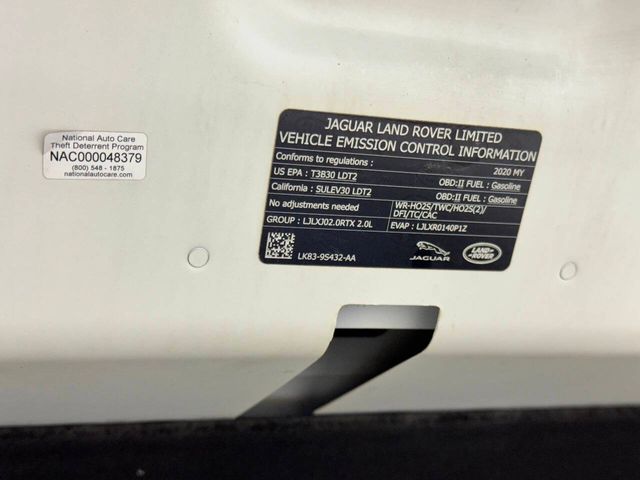 National Auto Care
Theft Deterrent Program
NAC000048379
(800) 548 - 1875
nationalautocare.com
JAGUAR LAND ROVER LIMITED
VEHICLE EMISSION CONTROL INFORMATION
Conforms to regulations : 2020 MY
US EPA : T3B30 LDT2 OBD:II FUEL : Gasoline
California : SULEV30 LDT2 OBD:II FUEL : Gasoline
No adjustments needed WR-HO2S/TWC/HO2S(2)/
DFI/TC/CAC
GROUP : LJLXJ02.0RTX 2.0L EVAP : LJLXR0140P1Z
LK83-9S432-AA
JAGUAR
LAND
ROVER